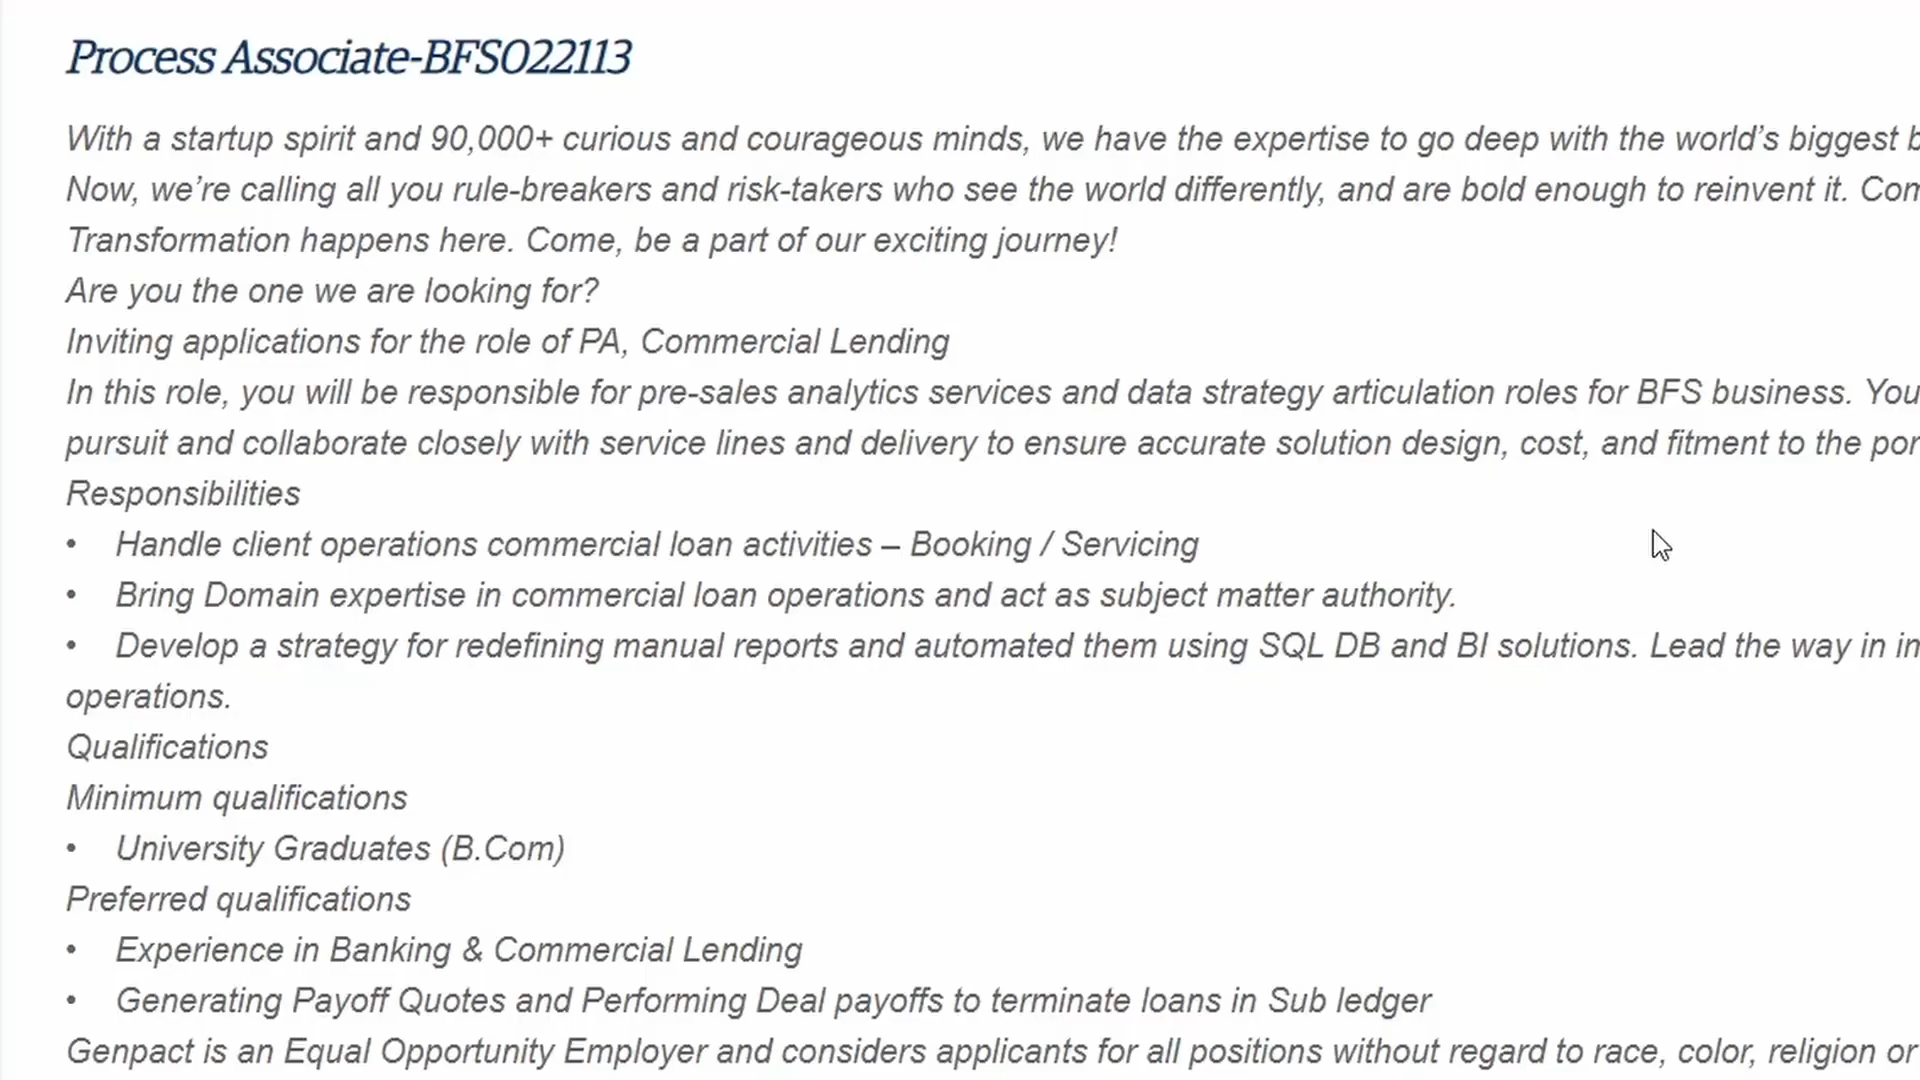 Process Associate-BFS022113
With a startup spirit and 90,000+ curious and courageous minds, we have the expertise to go deep with the world’s biggest
Now, we’re calling all you rule-breakers and risk-takers who see the world differently, and are bold enough to reinvent it.
Transformation happens here. Come, be a part of our exciting journey!
Are you the one we are looking for?
Inviting applications for the role of PA, Commercial Lending
In this role, you will be responsible for pre-sales analytics services and data strategy articulation roles for BFS business. You
pursuit and collaborate closely with service lines and delivery to ensure accurate solution design, cost, and fitment to the
Responsibilities
• Handle client operations commercial loan activities – Booking / Servicing
• Bring Domain expertise in commercial loan operations and act as subject matter authority.
• Develop a strategy for redefining manual reports and automated them using SQL DB and BI solutions. Lead the way in
operations.
Qualifications
Minimum qualifications
• University Graduates (B.Com)
Preferred qualifications
• Experience in Banking & Commercial Lending
• Generating Payoff Quotes and Performing Deal payoffs to terminate loans in Sub ledger
Genpact is an Equal Opportunity Employer and considers applicants for all positions without regard to race, color, religion or